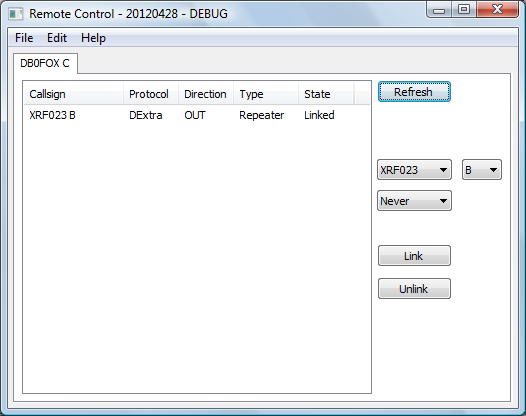 Remote Control - 20120428 - DEBUG
File Edit Help
DB0FOX C
Callsign Protocol Direction Type State
XRF023 B DExtra OUT Repeater Linked
Refresh
XRF023 B
Never
Link
Unlink